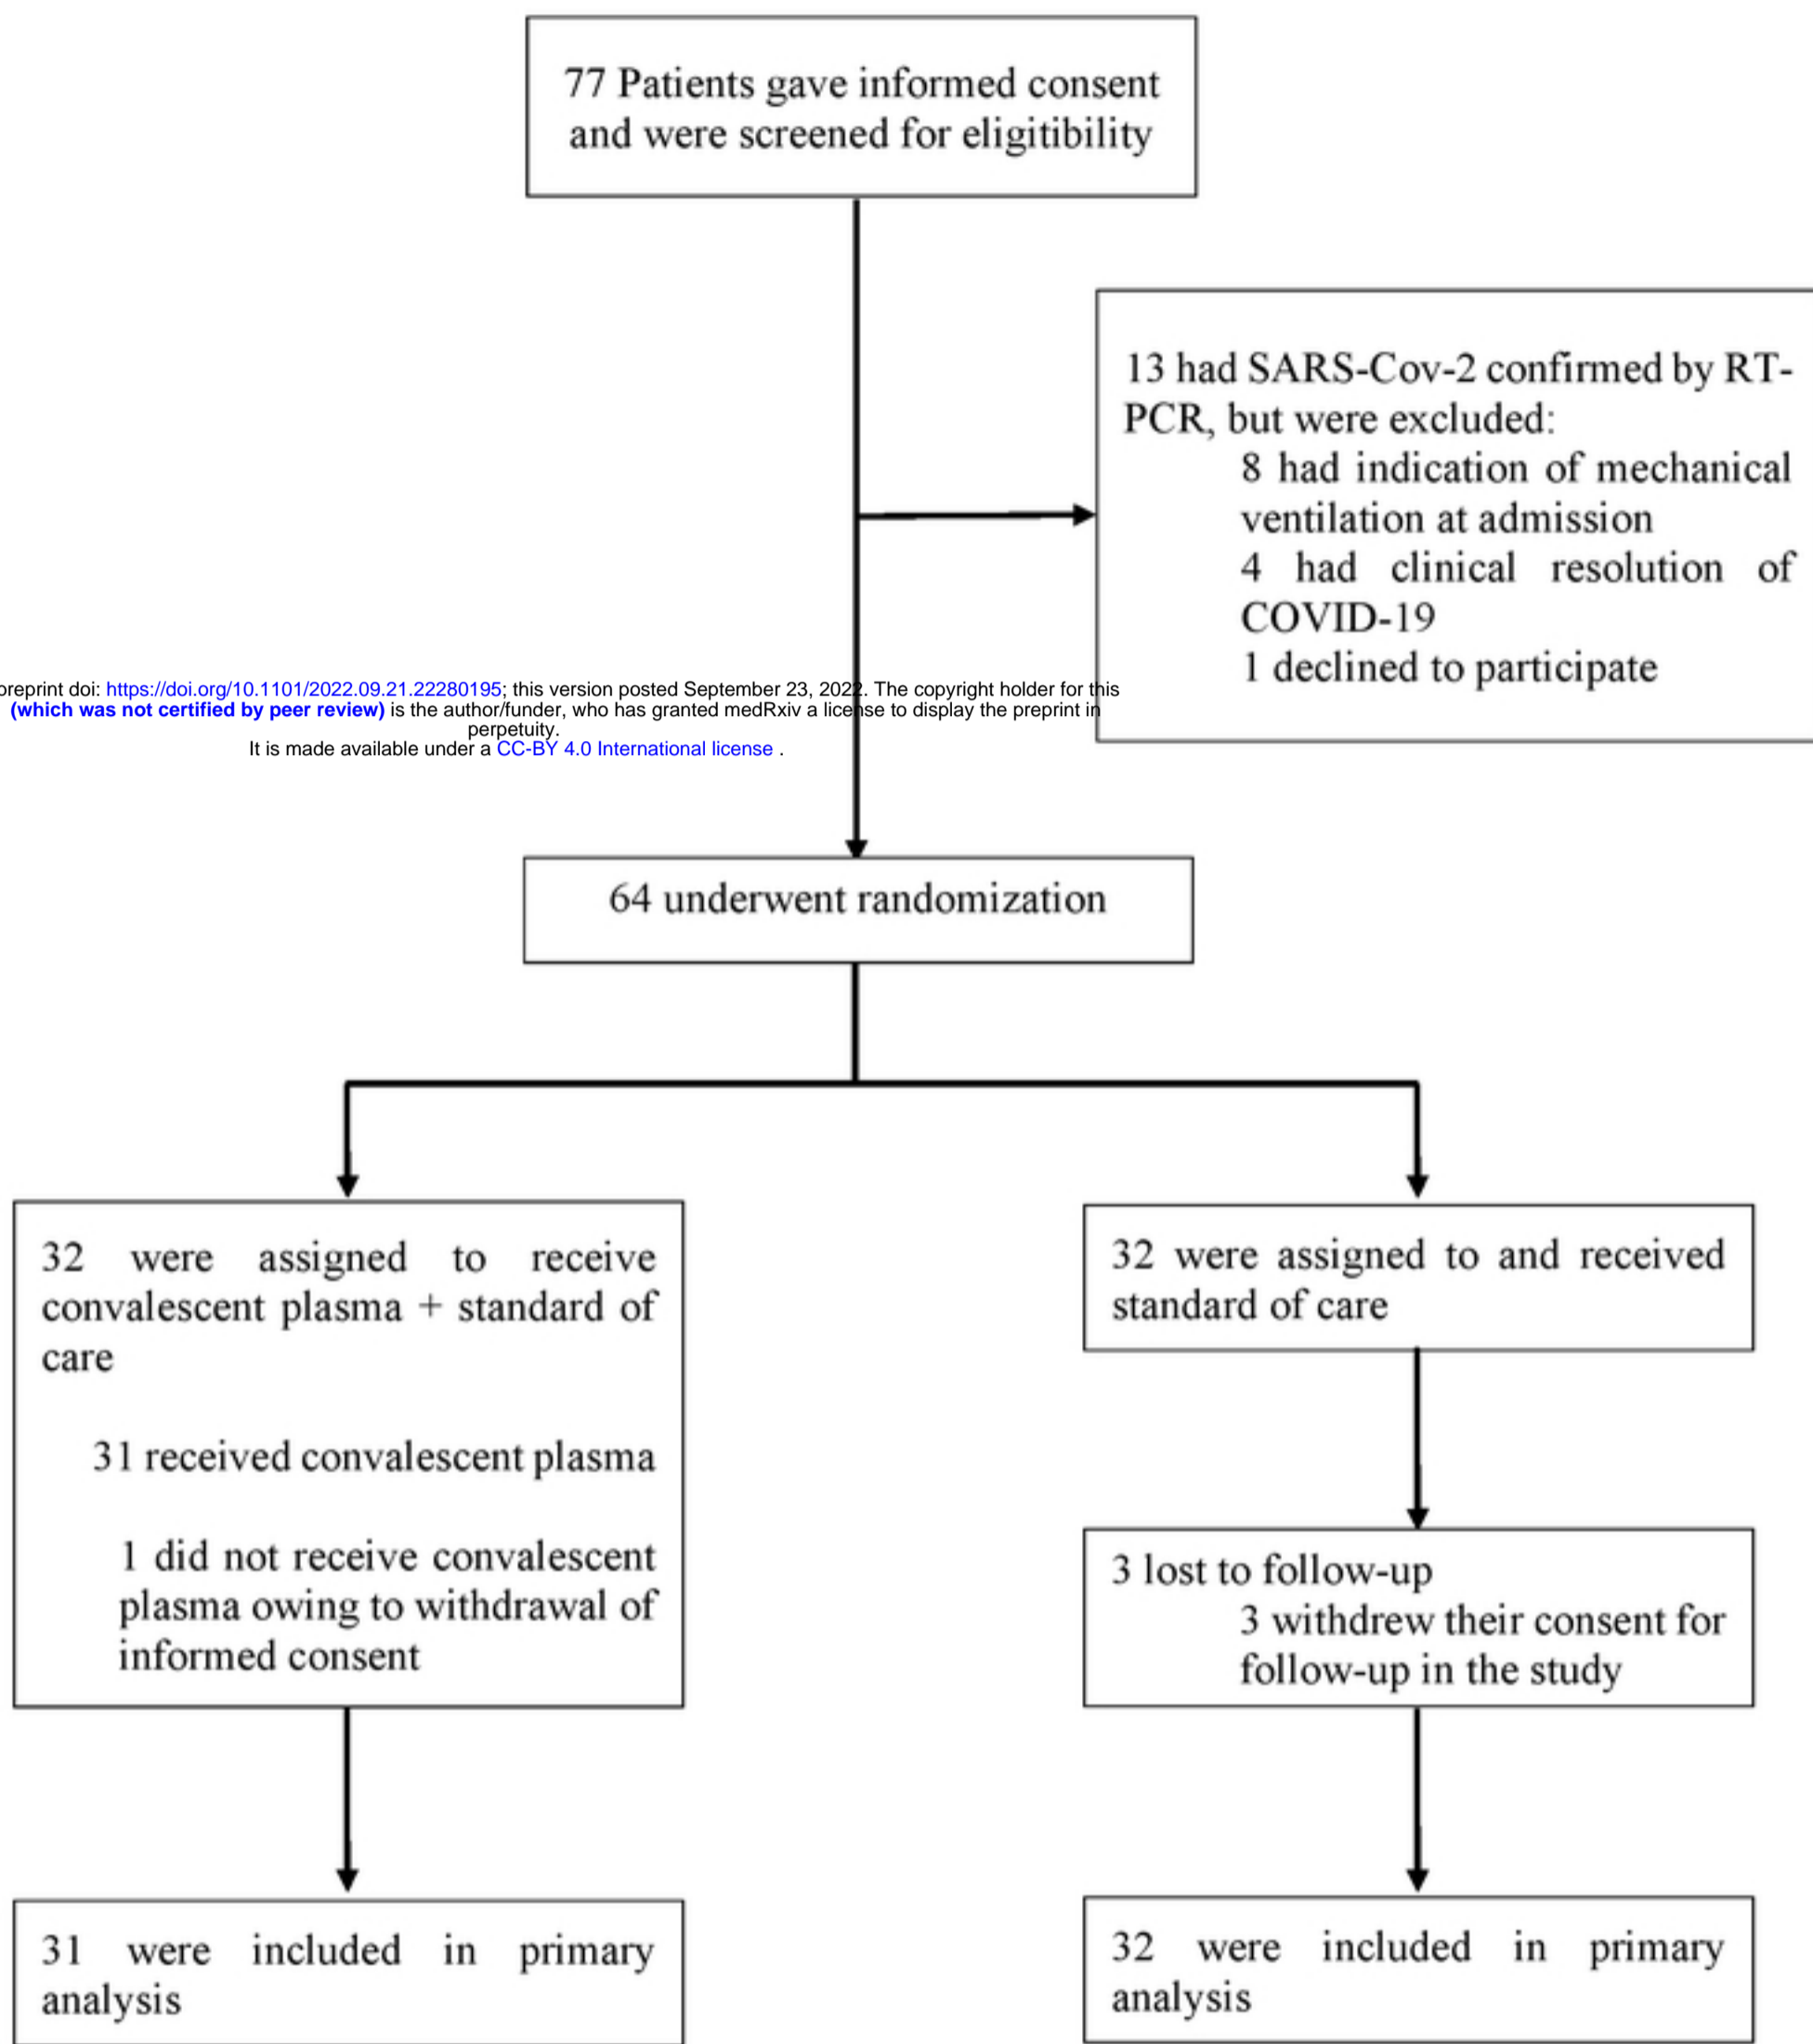 77 Patients gave informed consent
and were screened for eligitibility
13 had SARS-Cov-2 confirmed by RT-
PCR, but were excluded:
8 had indication of mechanical
ventilation at admission
4 had clinical resolution of
COVID-19
1 declined to participate
preprint doi: https://doi.org/10.1101/2022.09.21.22280195; this version posted September 23, 2022. The copyright holder for this
(which was not certified by peer review) is the author/funder, who has granted medRxiv a license to display the preprint in
perpetuity.
It is made available under a CC-BY 4.0 International license .
64 underwent randomization
32 were assigned to receive
convalescent plasma + standard of
care
31 received convalescent plasma
1 did not receive convalescent
plasma owing to withdrawal of
informed consent
32 were assigned to and received
standard of care
3 lost to follow-up
3 withdrew their consent for
follow-up in the study
31 were included in primary
analysis
32 were included in primary
analysis